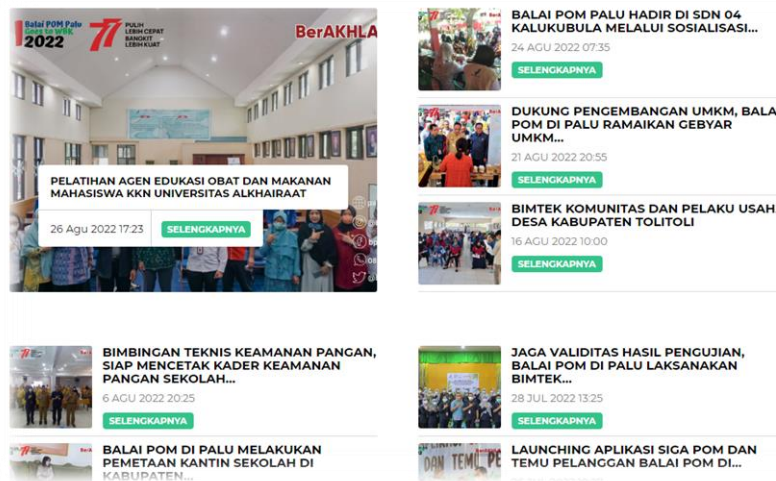 Balai POM Palu
Goes to WBK
2022
77
PULIH
LEBIH CEPAT
BANGKIT
LEBIH KUAT
BerAKHLA
PELATIHAN AGEN EDUKASI OBAT DAN MAKANAN
MAHASISWA KKN UNIVERSITAS ALKHAIRAAT
26 Agu 2022 17:23
SELENGKAPNYA
BALAI POM PALU HADIR DI SDN 04
KALUKUBULA MELALUI SOSIALISASI...
24 AGU 2022 07:35
SELENGKAPNYA
DUKUNG PENGEMBANGAN UMKM, BALA
POM DI PALU RAMAIKAN GEBYAR
UMKM...
21 AGU 2022 20:55
SELENGKAPNYA
BIMTEK KOMUNITAS DAN PELAKU USAH
DESA KABUPATEN TOLITOLI
16 AGU 2022 10:00
SELENGKAPNYA
BIMBINGAN TEKNIS KEAMANAN PANGAN,
SIAP MENCETAK KADER KEAMANAN
PANGAN SEKOLAH...
6 AGU 2022 20:25
SELENGKAPNYA
BALAI POM DI PALU MELAKUKAN
PEMETAAN KANTIN SEKOLAH DI
KABUPATEN...
JAGA VALIDITAS HASIL PENGUJIAN,
BALAI POM DI PALU LAKSANAKAN
BIMTEK...
28 JUL 2022 13:25
SELENGKAPNYA
LAUNCHING APLIKASI SIGA POM DAN
TEMU PELANGGAN BALAI POM DI...